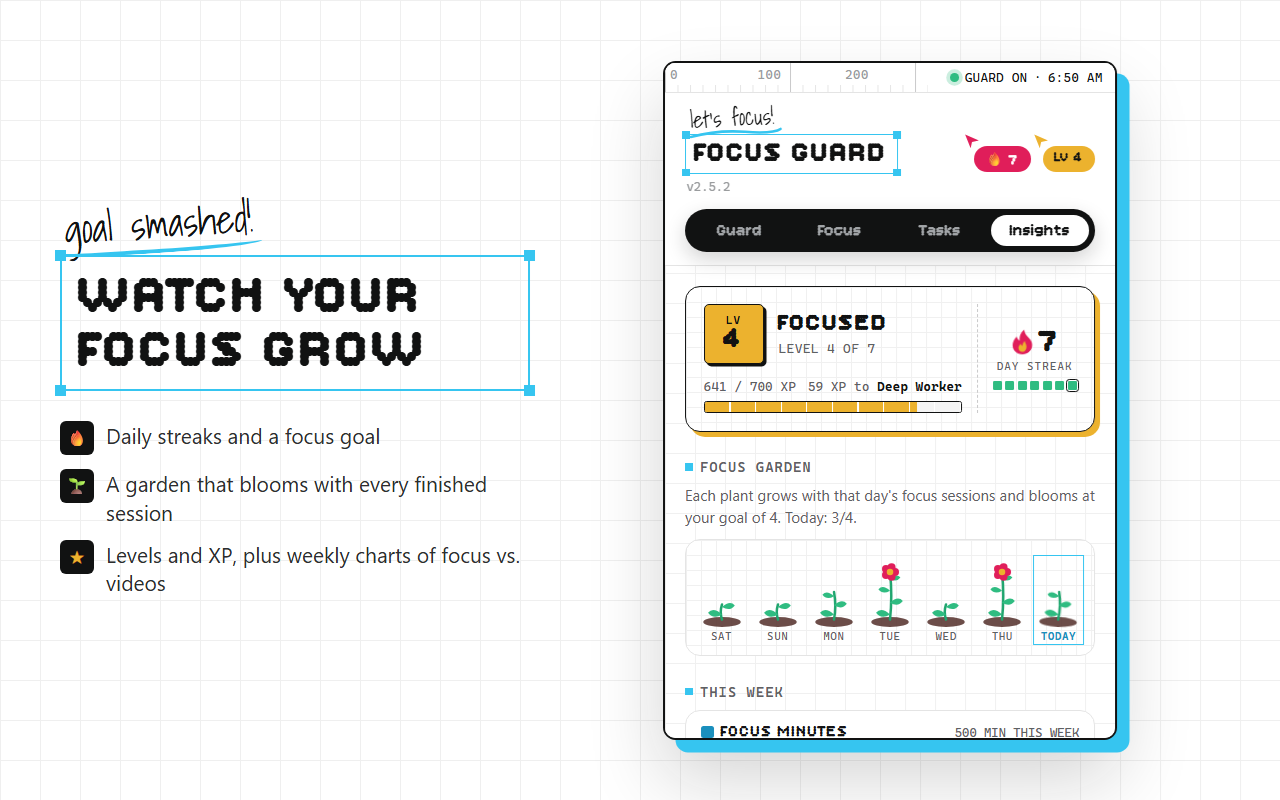 goal smashed!
WATCH YOUR
FOCUS GROW
Daily streaks and a focus goal
A garden that blooms with every finished
session
Levels and XP, plus weekly charts of focus vs.
videos
0 100 200
GUARD ON · 6:50 AM
let's focus!
FOCUS GUARD
7
LV 4
v2.5.2
Guard Focus Tasks Insights
LV
4
FOCUSED
LEVEL 4 OF 7
641 / 700 XP 59 XP to Deep Worker
7
DAY STREAK
FOCUS GARDEN
Each plant grows with that day's focus sessions and blooms at
your goal of 4. Today: 3/4.
SAT SUN MON TUE WED THU TODAY
THIS WEEK
FOCUS MINUTES 500 MIN THIS WEEK